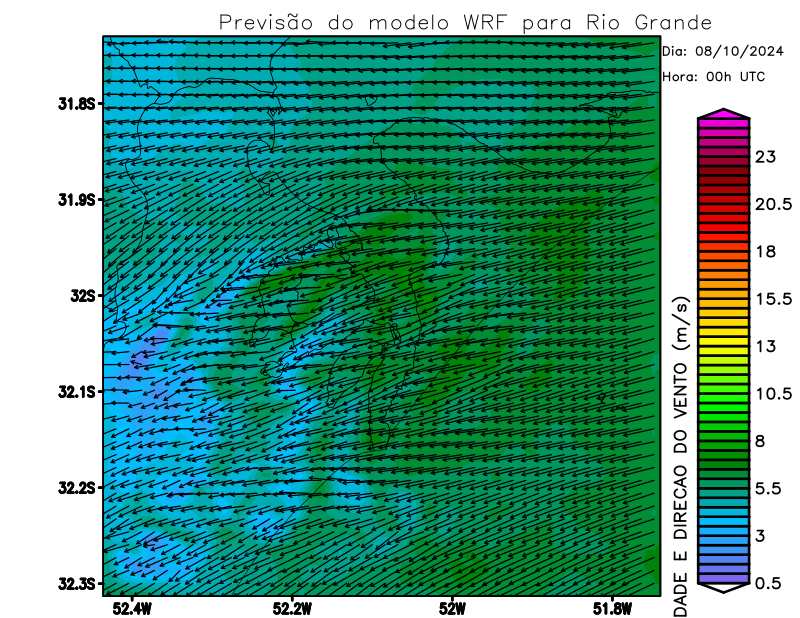 Previsão do modelo WRF para Rio Grande
Dia: 08/10/2024
Hora: 00h UTC
31.8S
31.9S
32S
32.1S
32.2S
32.3S
52.4W
52.2W
52W
51.8W
23
20.5
18
15.5
13
10.5
8
5.5
3
0.5
DADE E DIRECAO DO VENTO (m/s)